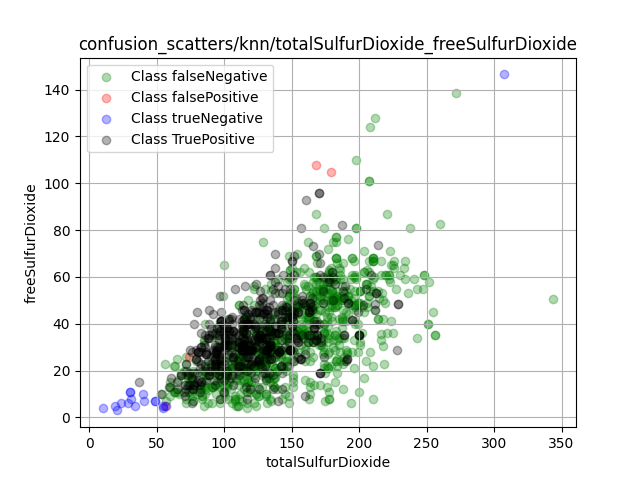 confusion_scatters/knn/totalSulfurDioxide_freeSulfurDioxide
Class falseNegative
Class falsePositive
Class trueNegative
Class TruePositive
freeSulfurDioxide
140
120
100
80
60
40
20
0
0 50 100 150 200 250 300 350
totalSulfurDioxide